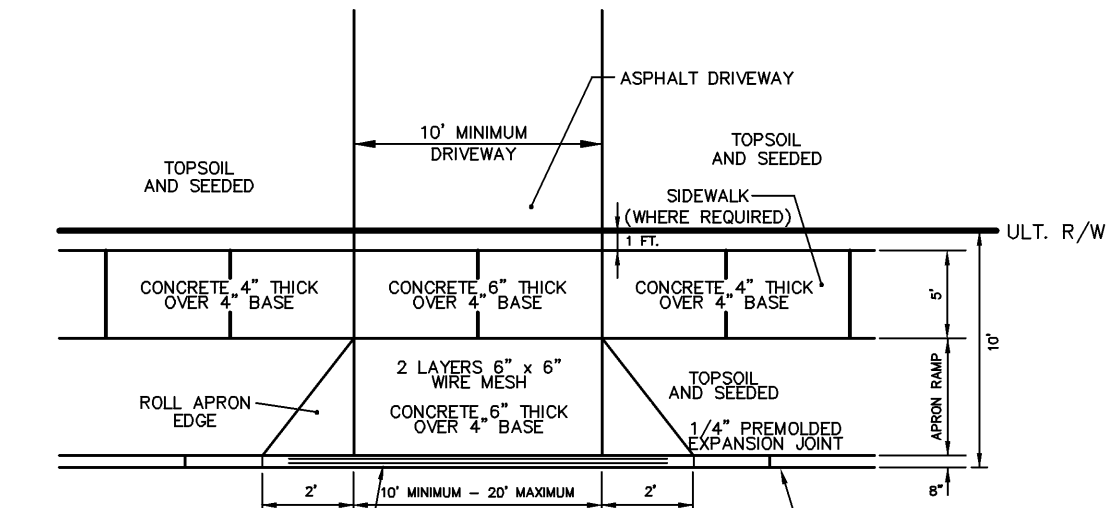 ASPHALT DRIVEWAY
10' MINIMUM
DRIVEWAY
TOPSOIL
AND SEEDED
TOPSOIL
AND SEEDED
SIDEWALK
(WHERE REQUIRED)
ULT. R/W
1 FT.
CONCRETE 4" THICK
OVER 4" BASE
CONCRETE 6" THICK
OVER 4" BASE
CONCRETE 4" THICK
OVER 4" BASE
5'
10'
2 LAYERS 6" x 6"
WIRE MESH
CONCRETE 6" THICK
OVER 4" BASE
TOPSOIL
AND SEEDED
APRON RAMP
ROLL APRON
EDGE
1/4" PREMOLDED
EXPANSION JOINT
2'
10' MINIMUM - 20' MAXIMUM
2'
8"